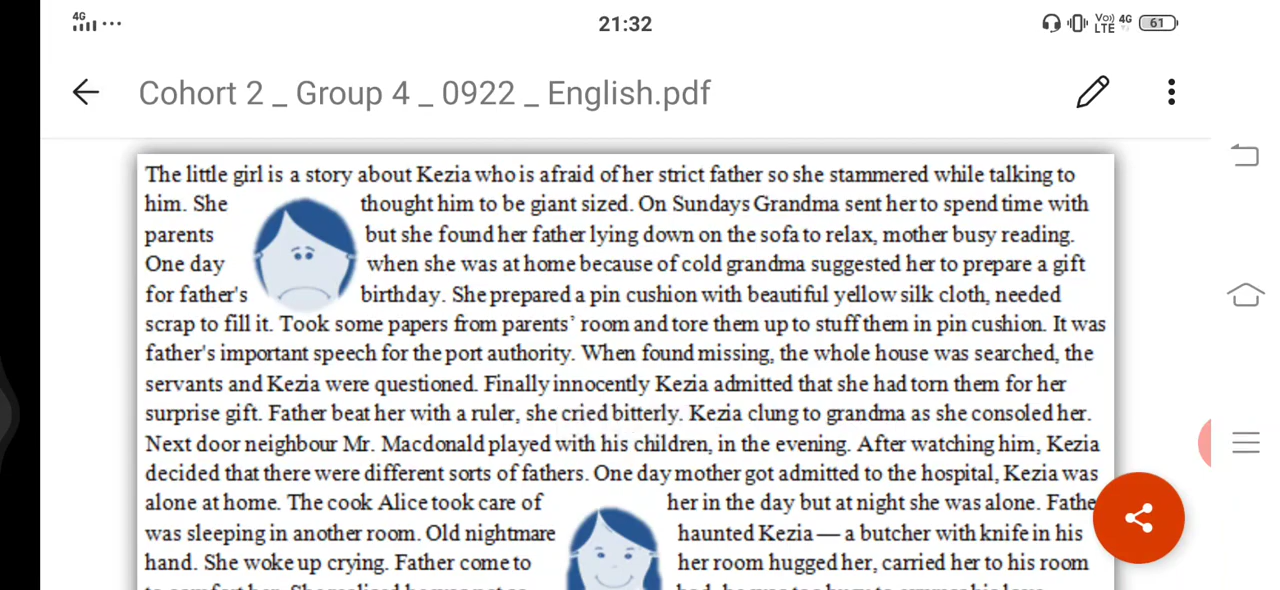 4G 21:32 Vo) LTE 4G 61
Cohort 2 _ Group 4 _ 0922 _ English.pdf
The little girl is a story about Kezia who is afraid of her strict father so she stammered while talking to
him. She thought him to be giant sized. On Sundays Grandma sent her to spend time with
parents but she found her father lying down on the sofa to relax, mother busy reading.
One day when she was at home because of cold grandma suggested her to prepare a gift
for father's birthday. She prepared a pin cushion with beautiful yellow silk cloth, needed
scrap to fill it. Took some papers from parents’ room and tore them up to stuff them in pin cushion. It was
father's important speech for the port authority. When found missing, the whole house was searched, the
servants and Kezia were questioned. Finally innocently Kezia admitted that she had torn them for her
surprise gift. Father beat her with a ruler, she cried bitterly. Kezia clung to grandma as she consoled her.
Next door neighbour Mr. Macdonald played with his children, in the evening. After watching him, Kezia
decided that there were different sorts of fathers. One day mother got admitted to the hospital, Kezia was
alone at home. The cook Alice took care of her in the day but at night she was alone. Fathe
was sleeping in another room. Old nightmare haunted Kezia — a butcher with knife in his
hand. She woke up crying. Father come to her room hugged her, carried her to his room